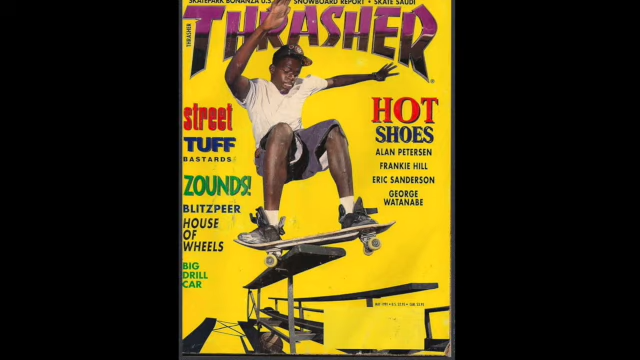 SKATEPARK BONANZA U.S. SNOWBOARD REPORT • SKATE SAUDI
THRASHER
THRASHER
street
TUFF
BASTARDS
ZOUNDS!
BLITZPEER
HOUSE
OF
WHEELS
BIG
DRILL
CAR
HOT
SHOES
ALAN PETERSEN
FRANKIE HILL
ERIC SANDERSON
GEORGE
WATANABE